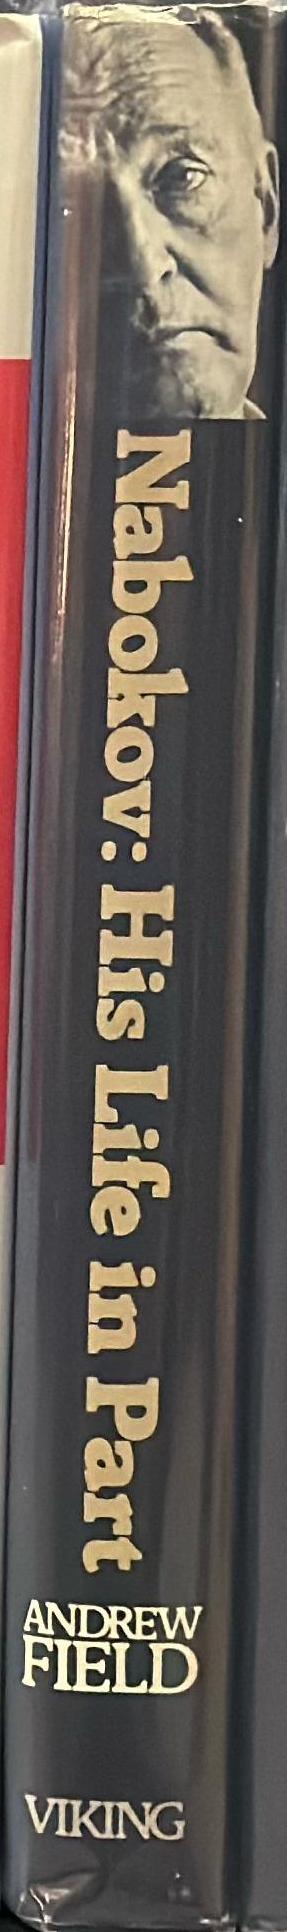 Nabokov: His Life in Part
ANDREW
FIELD
VIKING